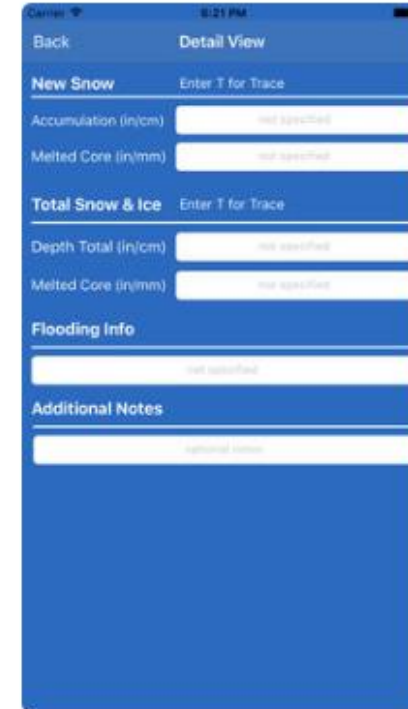 Carrier 6:21 PM
Back Detail View
New Snow Enter T for Trace
Accumulation (in/cm) not specified
Melted Core (in/mm) not specified
Total Snow & Ice Enter T for Trace
Depth Total (in/cm) not specified
Melted Core (in/mm) not specified
Flooding Info
not specified
Additional Notes
optional notes